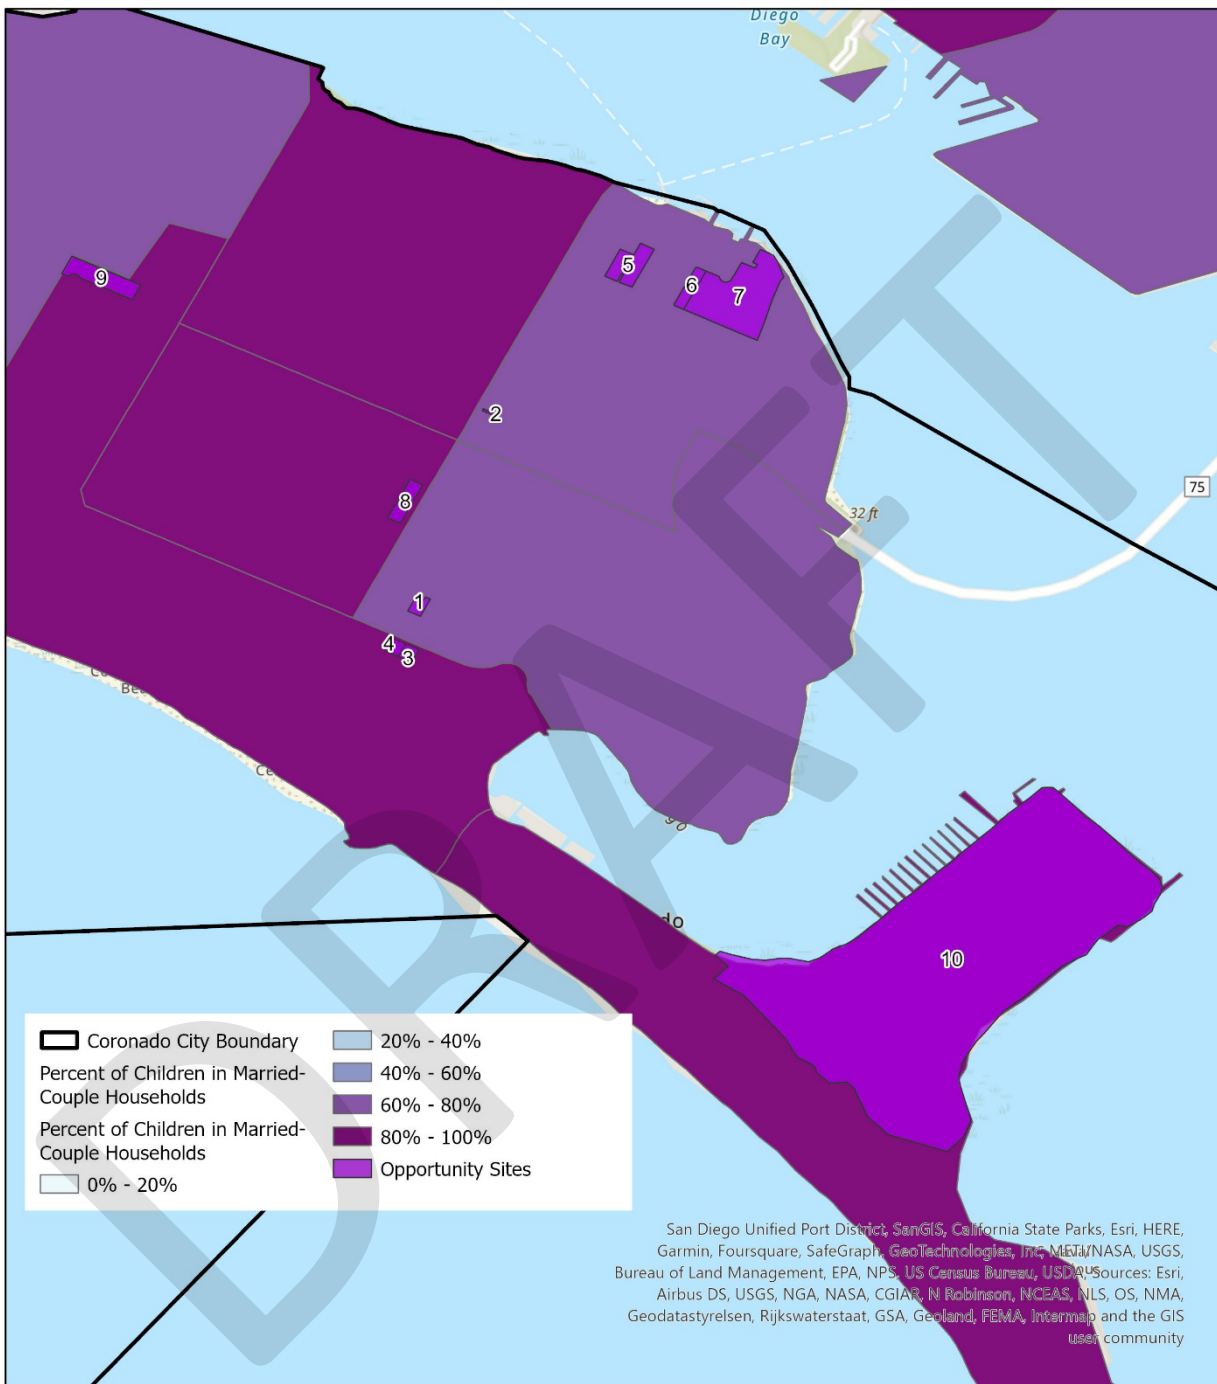 Diego
Bay
5
6
7
9
2
8
75
32 ft
1
4
3
Be
Ce
do
10
Coronado City Boundary
Percent of Children in Married-
Couple Households
Percent of Children in Married-
Couple Households
0% - 20%
20% - 40%
40% - 60%
60% - 80%
80% - 100%
Opportunity Sites
San Diego Unified Port District, SanGIS, California State Parks, Esri, HERE,
Garmin, Foursquare, SafeGraph, GeoTechnologies, Inc, METI/NASA, USGS,
Bureau of Land Management, EPA, NPS, US Census Bureau, USDA, Sources: Esri,
Airbus DS, USGS, NGA, NASA, CGIAR, N Robinson, NCEAS, NLS, OS, NMA,
Geodatastyrelsen, Rijkswaterstaat, GSA, Geoland, FEMA, Intermap and the GIS
user community
DRAFT